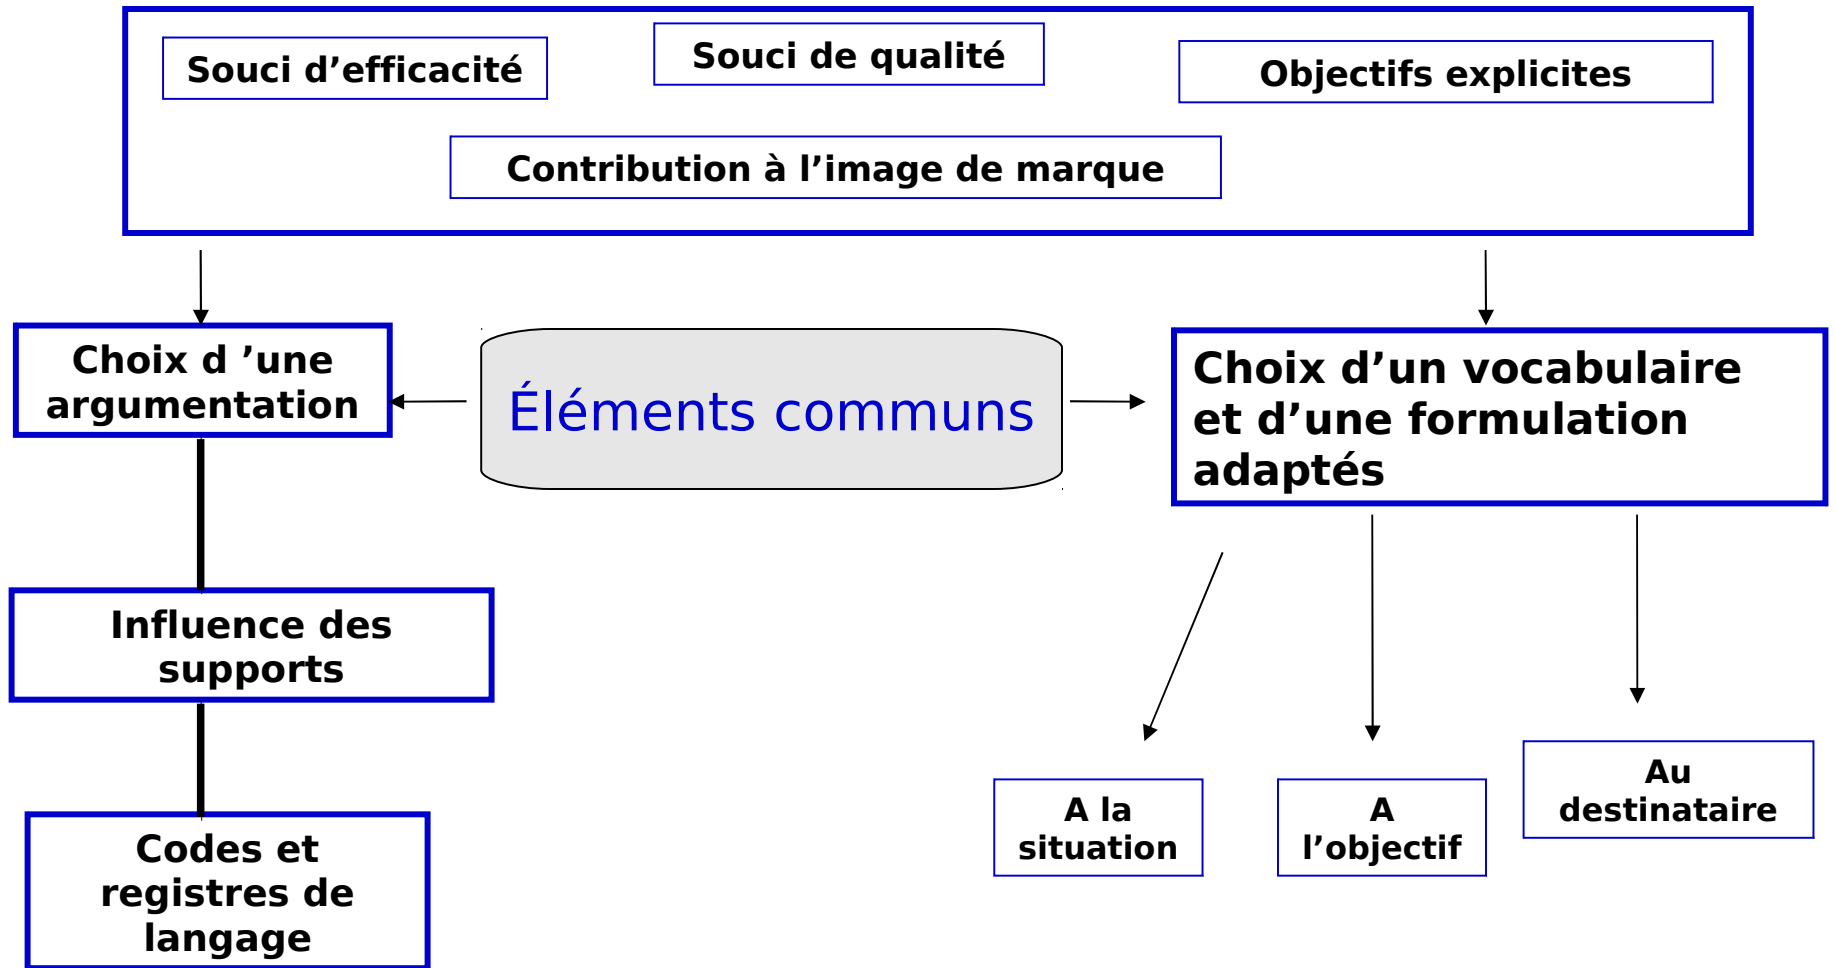 Souci d’efficacité
Souci de qualité
Objectifs explicites
Contribution à l’image de marque
Choix d ’une
argumentation
Éléments communs
Choix d’un vocabulaire
et d’une formulation
adaptés
Influence des
supports
Codes et
registres de
langage
A la
situation
A
l’objectif
Au
destinataire